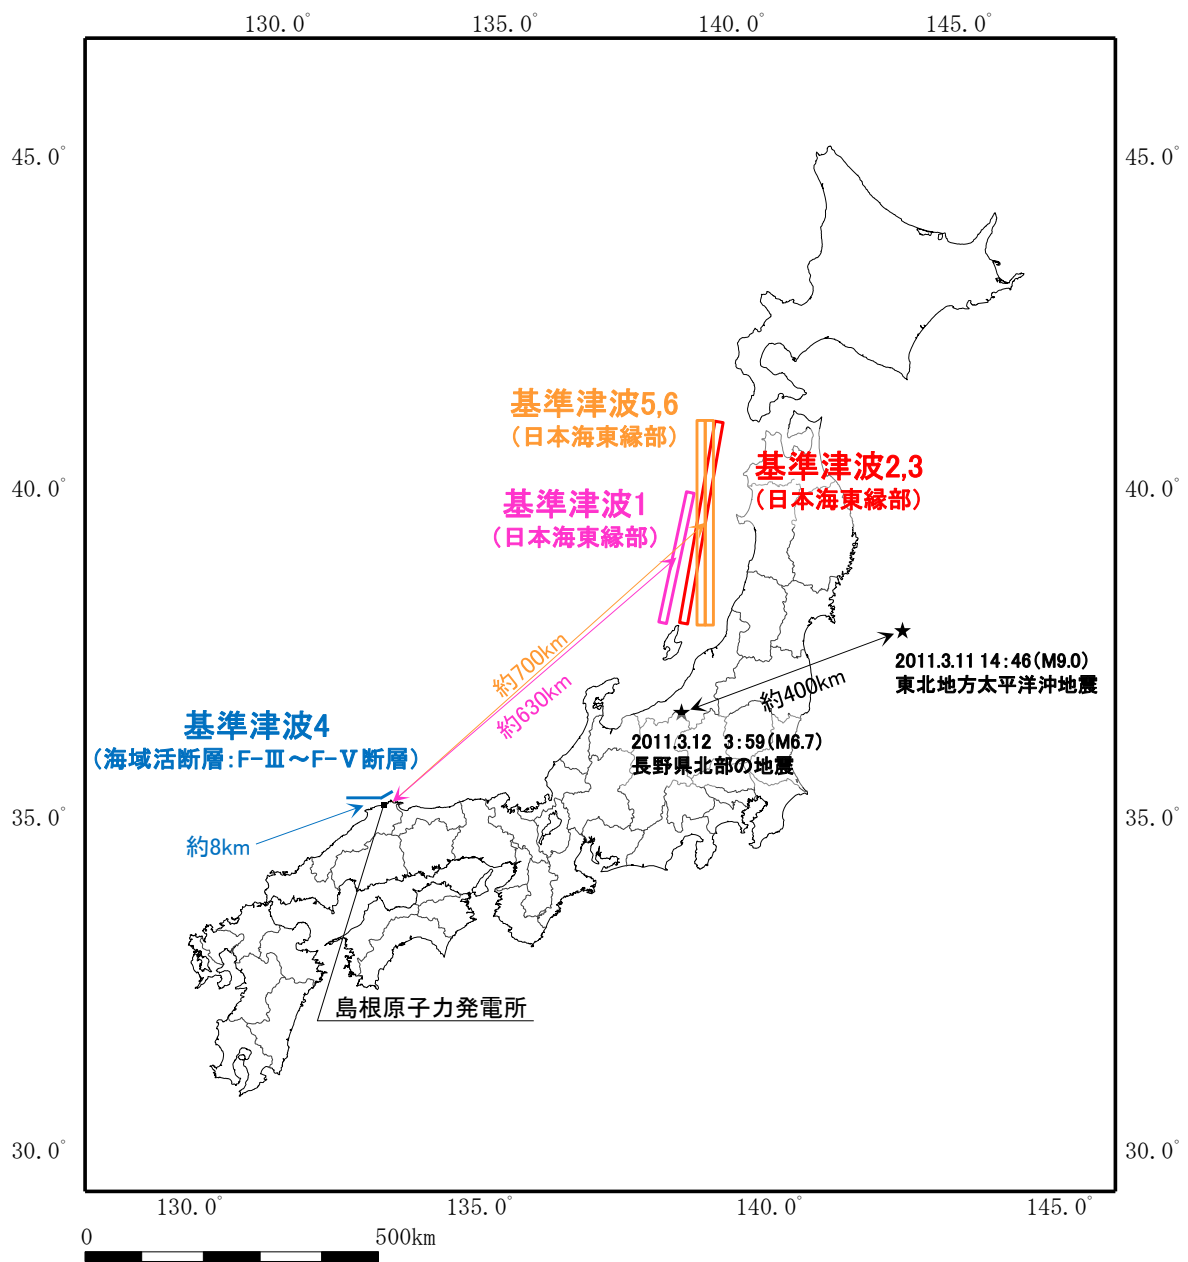 130.0°
135.0°
140.0°
145.0°
45.0°
45.0°
基準津波5,6
（日本海東縁部）
基準津波2,3
（日本海東縁部）
40.0°
40.0°
基準津波1
（日本海東縁部）
2011.3.11 14：46（M9.0）
東北地方太平洋沖地震
約700km
約630km
約400km
基準津波4
（海域活断層：F-Ⅲ～F-Ⅴ断層）
2011.3.12　3：59（M6.7）
長野県北部の地震
35.0°
35.0°
約8km
島根原子力発電所
30.0°
30.0°
130.0°
135.0°
140.0°
145.0°
0
500km